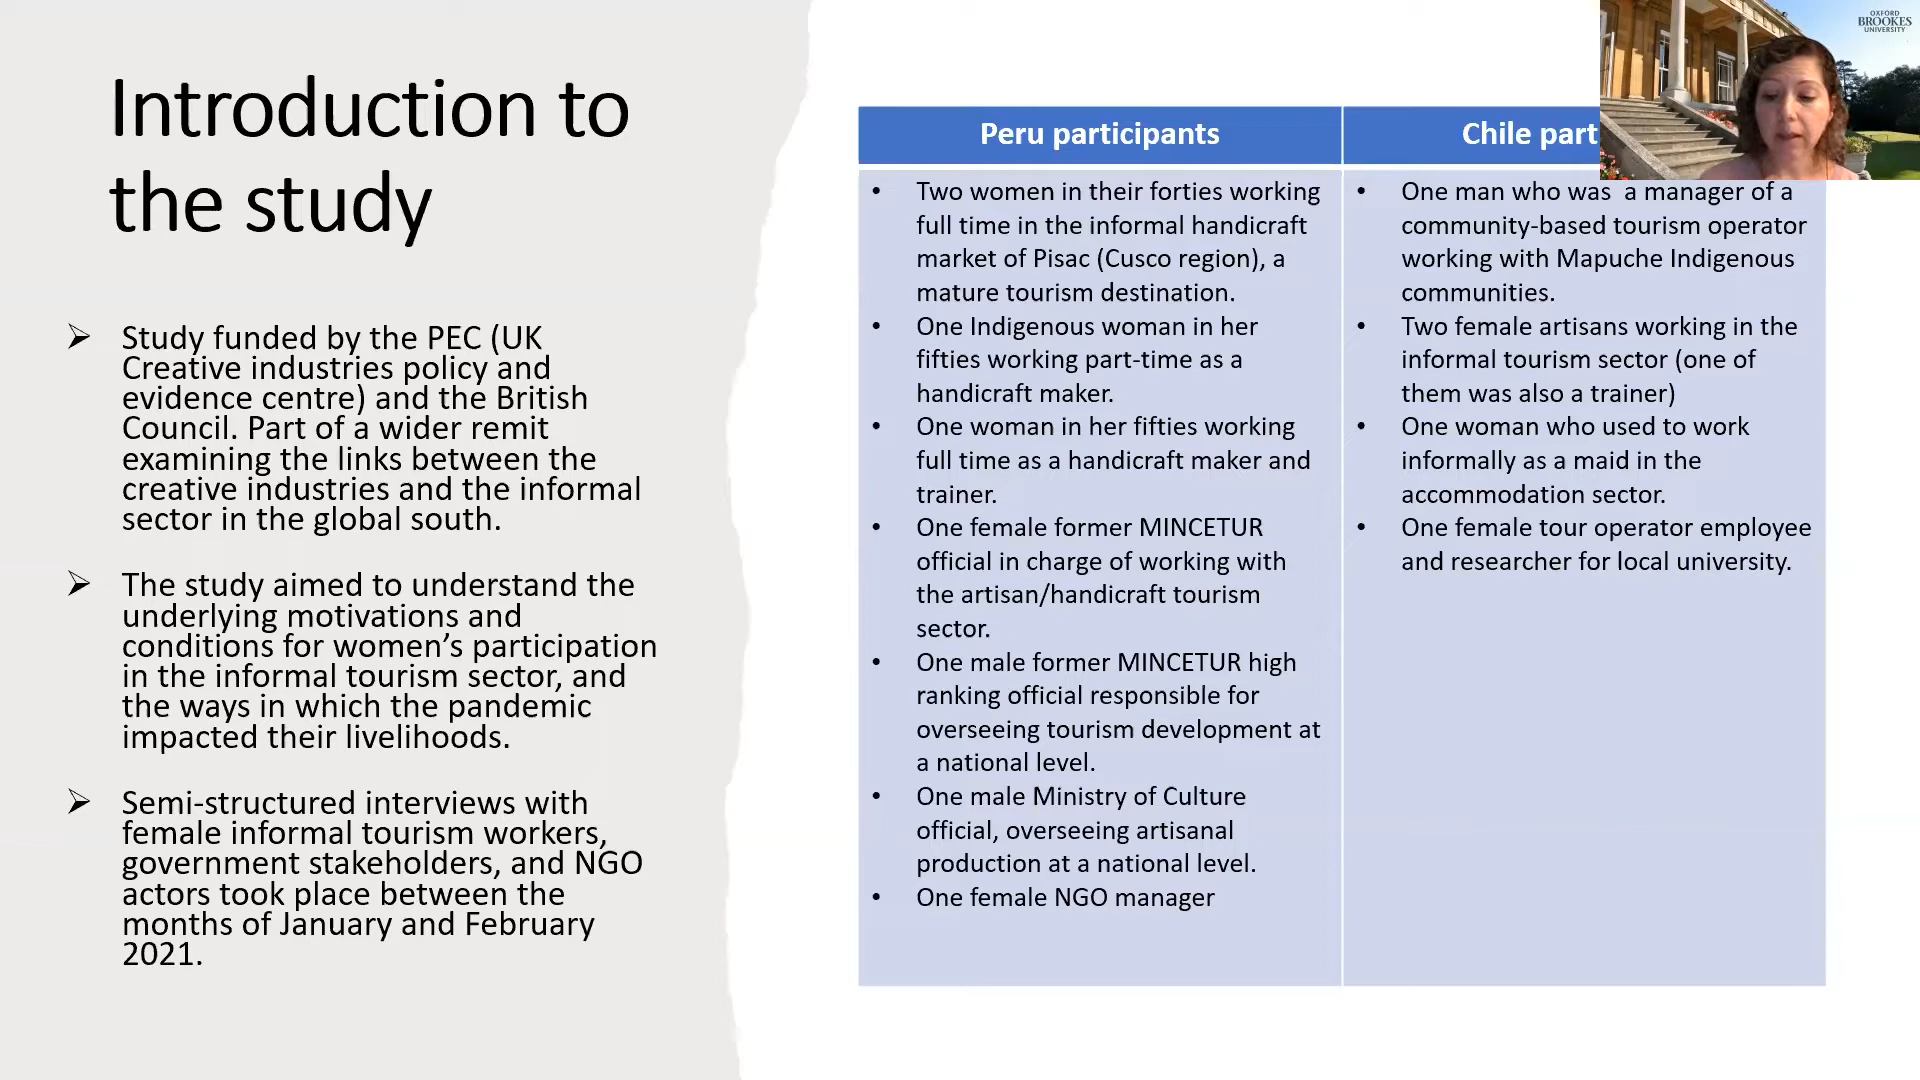 Introduction to
the study
Study funded by the PEC (UK
Creative industries policy and
evidence centre) and the British
Council. Part of a wider remit
examining the links between the
creative industries and the informal
sector in the global south.
The study aimed to understand the
underlying motivations and
conditions for women’s participation
in the informal tourism sector, and
the ways in which the pandemic
impacted their livelihoods.
Semi-structured interviews with
female informal tourism workers,
government stakeholders, and NGO
actors took place between the
months of January and February
2021.
Peru participants
Two women in their forties working
full time in the informal handicraft
market of Pisac (Cusco region), a
mature tourism destination.
One Indigenous woman in her
fifties working part-time as a
handicraft maker.
One woman in her fifties working
full time as a handicraft maker and
trainer.
One female former MINCETUR
official in charge of working with
the artisan/handicraft tourism
sector.
One male former MINCETUR high
ranking official responsible for
overseeing tourism development at
a national level.
One male Ministry of Culture
official, overseeing artisanal
production at a national level.
One female NGO manager
Chile part
One man who was a manager of a
community-based tourism operator
working with Mapuche Indigenous
communities.
Two female artisans working in the
informal tourism sector (one of
them was also a trainer)
One woman who used to work
informally as a maid in the
accommodation sector.
One female tour operator employee
and researcher for local university.
OXFORD
BROOKES
UNIVERSITY